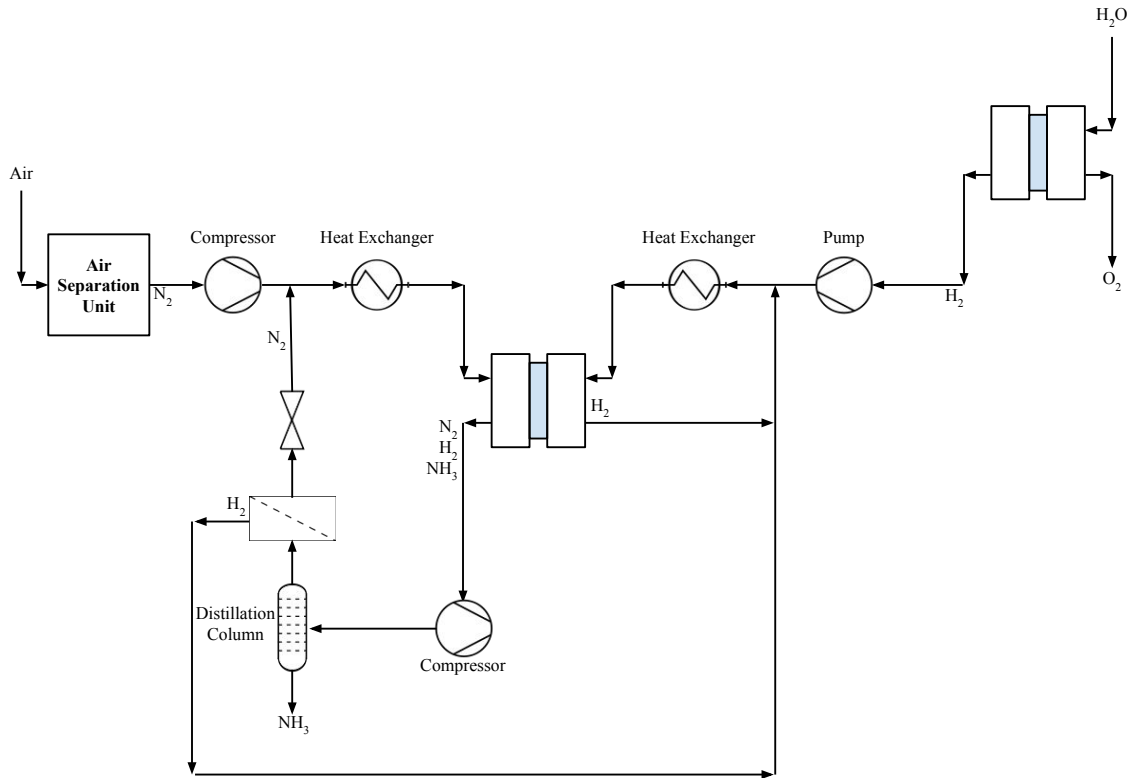 H₂O
Air
Compressor
Heat Exchanger
Heat Exchanger
Pump
Air
Separation
Unit
N₂
H₂
O₂
N₂
H₂
N₂
H₂
NH₃
H₂
Distillation
Column
Compressor
NH₃